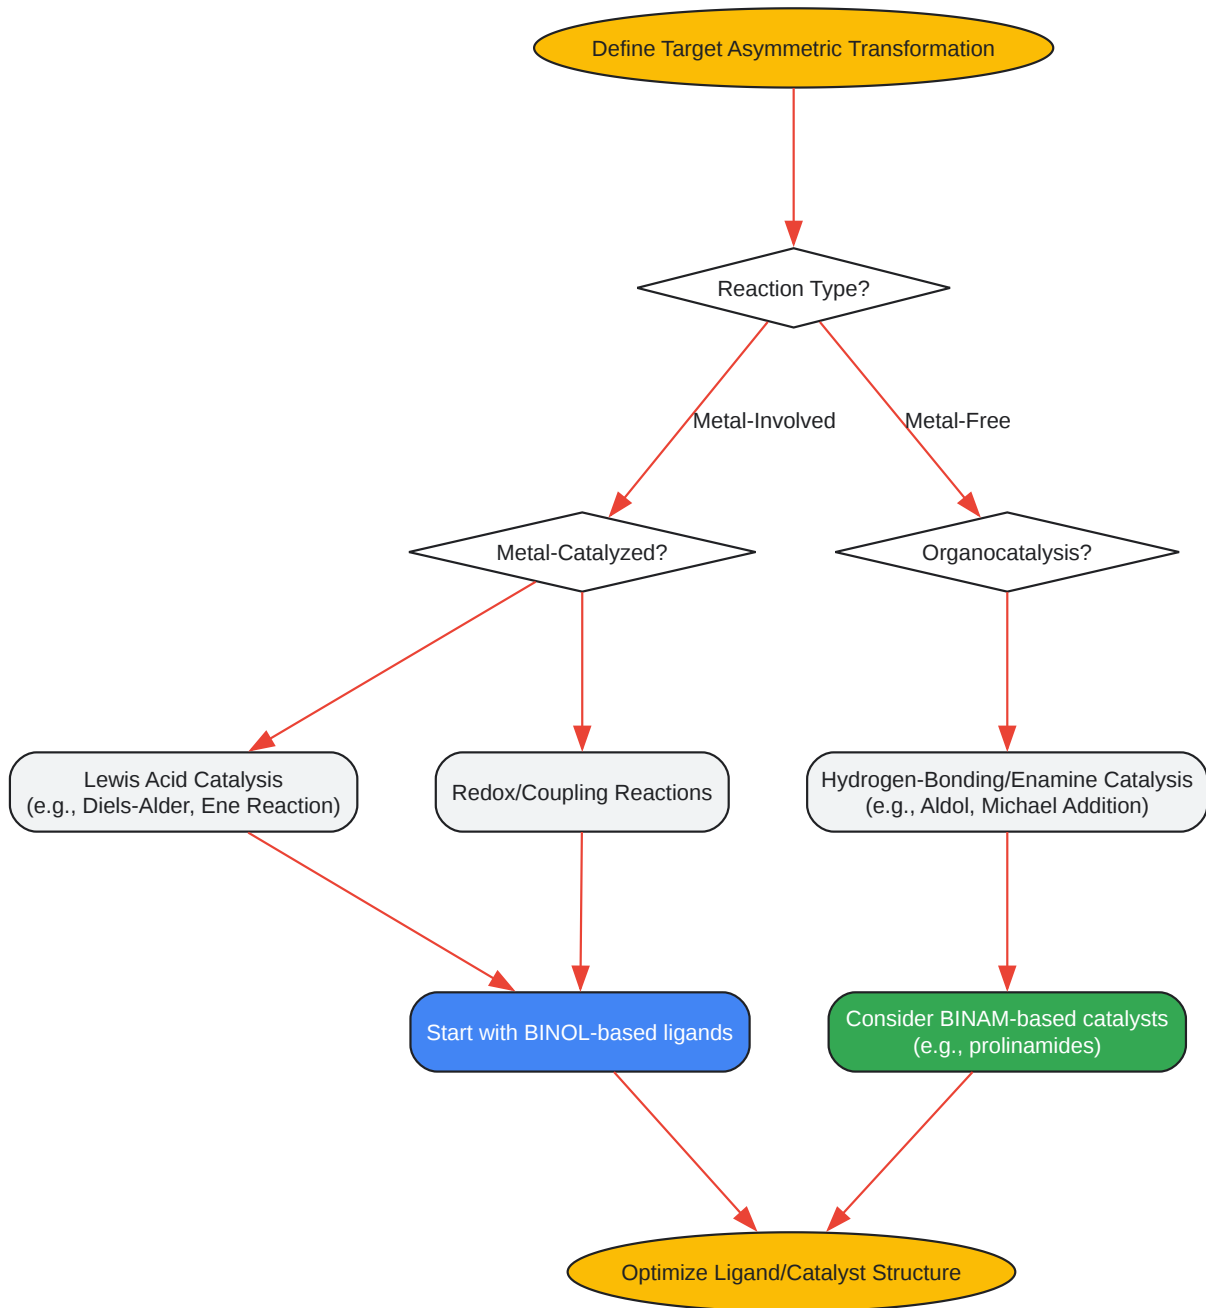 Define Target Asymmetric Transformation
Reaction Type?
Metal-Involved
Metal-Free
Metal-Catalyzed?
Organocatalysis?
Lewis Acid Catalysis
(e.g., Diels-Alder, Ene Reaction)
Redox/Coupling Reactions
Hydrogen-Bonding/Enamine Catalysis
(e.g., Aldol, Michael Addition)
Start with BINOL-based ligands
Consider BINAM-based catalysts
(e.g., prolinamides)
Optimize Ligand/Catalyst Structure